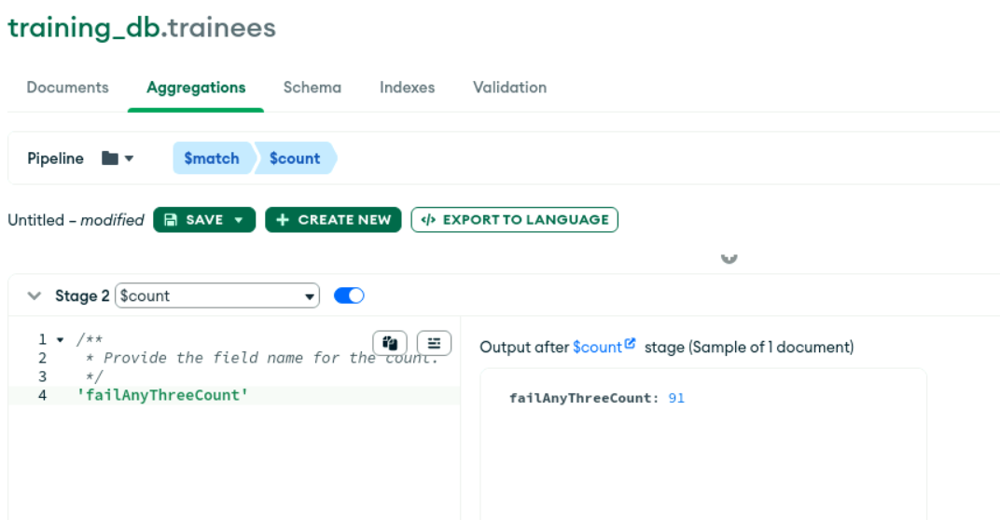 training_db.trainees
Documents Aggregations Schema Indexes Validation
Pipeline $match $count
Untitled – modified SAVE + CREATE NEW </> EXPORT TO LANGUAGE
Stage 2 $count
1 /**
2 * Provide the field name for the count.
3 */
4 'failAnyThreeCount'
Output after $count stage (Sample of 1 document)
failAnyThreeCount: 91